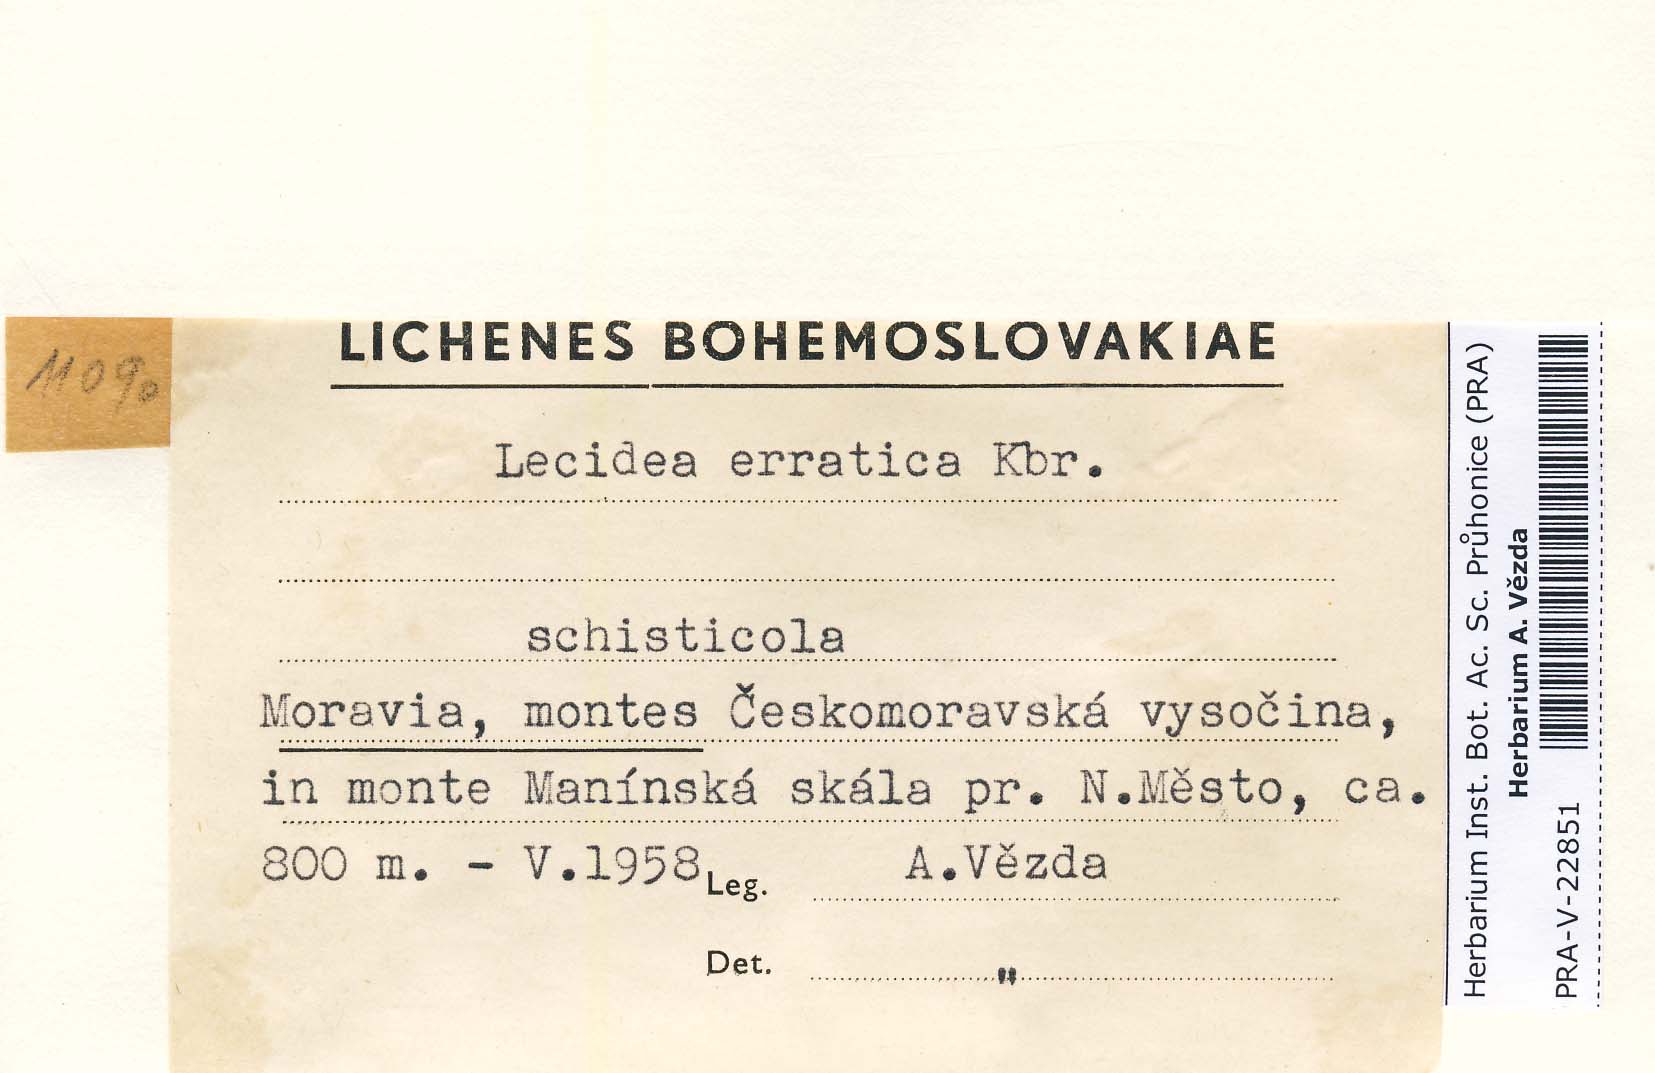 LICHENES BOHEMOSLOVAKIAE
Lecidea erratica Kbr.
schisticola
Moravia, montes Českomoravská vysočina,
in monte Manínská skála pr. N.Město, ca.
800 m. - V.1958 Leg. A.Vězda
Det. "
Herbarium Inst. Bot. Ac. Sc. Průhonice (PRA)
Herbarium A. Vězda
PRA-V-22851